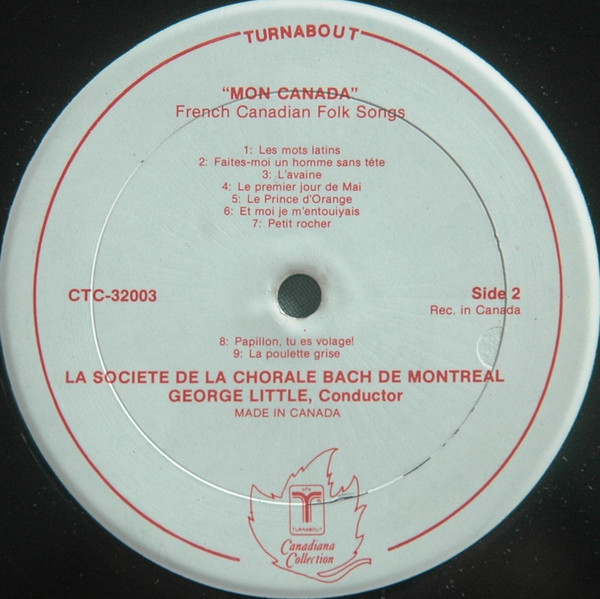 TURNABOUT
"MON CANADA"
French Canadian Folk Songs
1: Les mots latins
2: Faites-moi un homme sans téte
3: L'avaine
4: Le premier jour de Mai
5: Le Prince d'Orange
6: Et moi je m'entouiyais
7: Petit rocher
CTC-32003
Side 2
Rec. in Canada
8: Papillon, tu es volage!
9: La poulette grise
LA SOCIETE DE LA CHORALE BACH DE MONTREAL
GEORGE LITTLE, Conductor
MADE IN CANADA
TURNABOUT
Canadiana
Collection